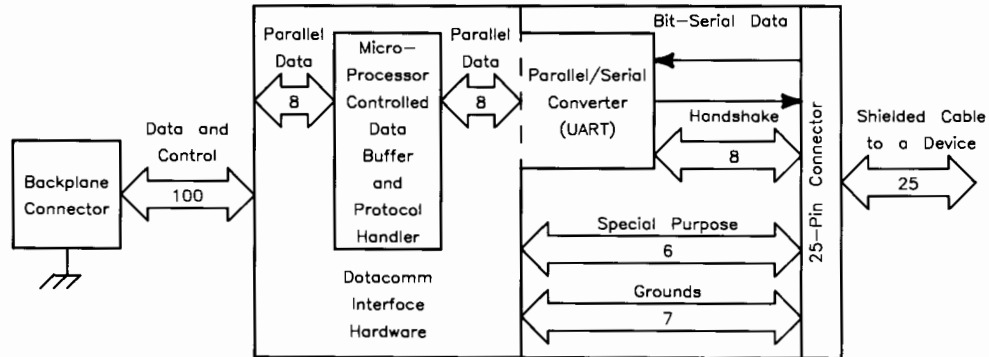 Backplane
Connector
Data and
Control
100
Parallel
Data
8
Micro-
Processor
Controlled
Data
Buffer
and
Protocol
Handler
Parallel
Data
8
Datacomm
Interface
Hardware
Parallel/Serial
Converter
(UART)
Bit-Serial Data
Handshake
8
Special Purpose
6
Grounds
7
25-Pin Connector
Shielded Cable
to a Device
25